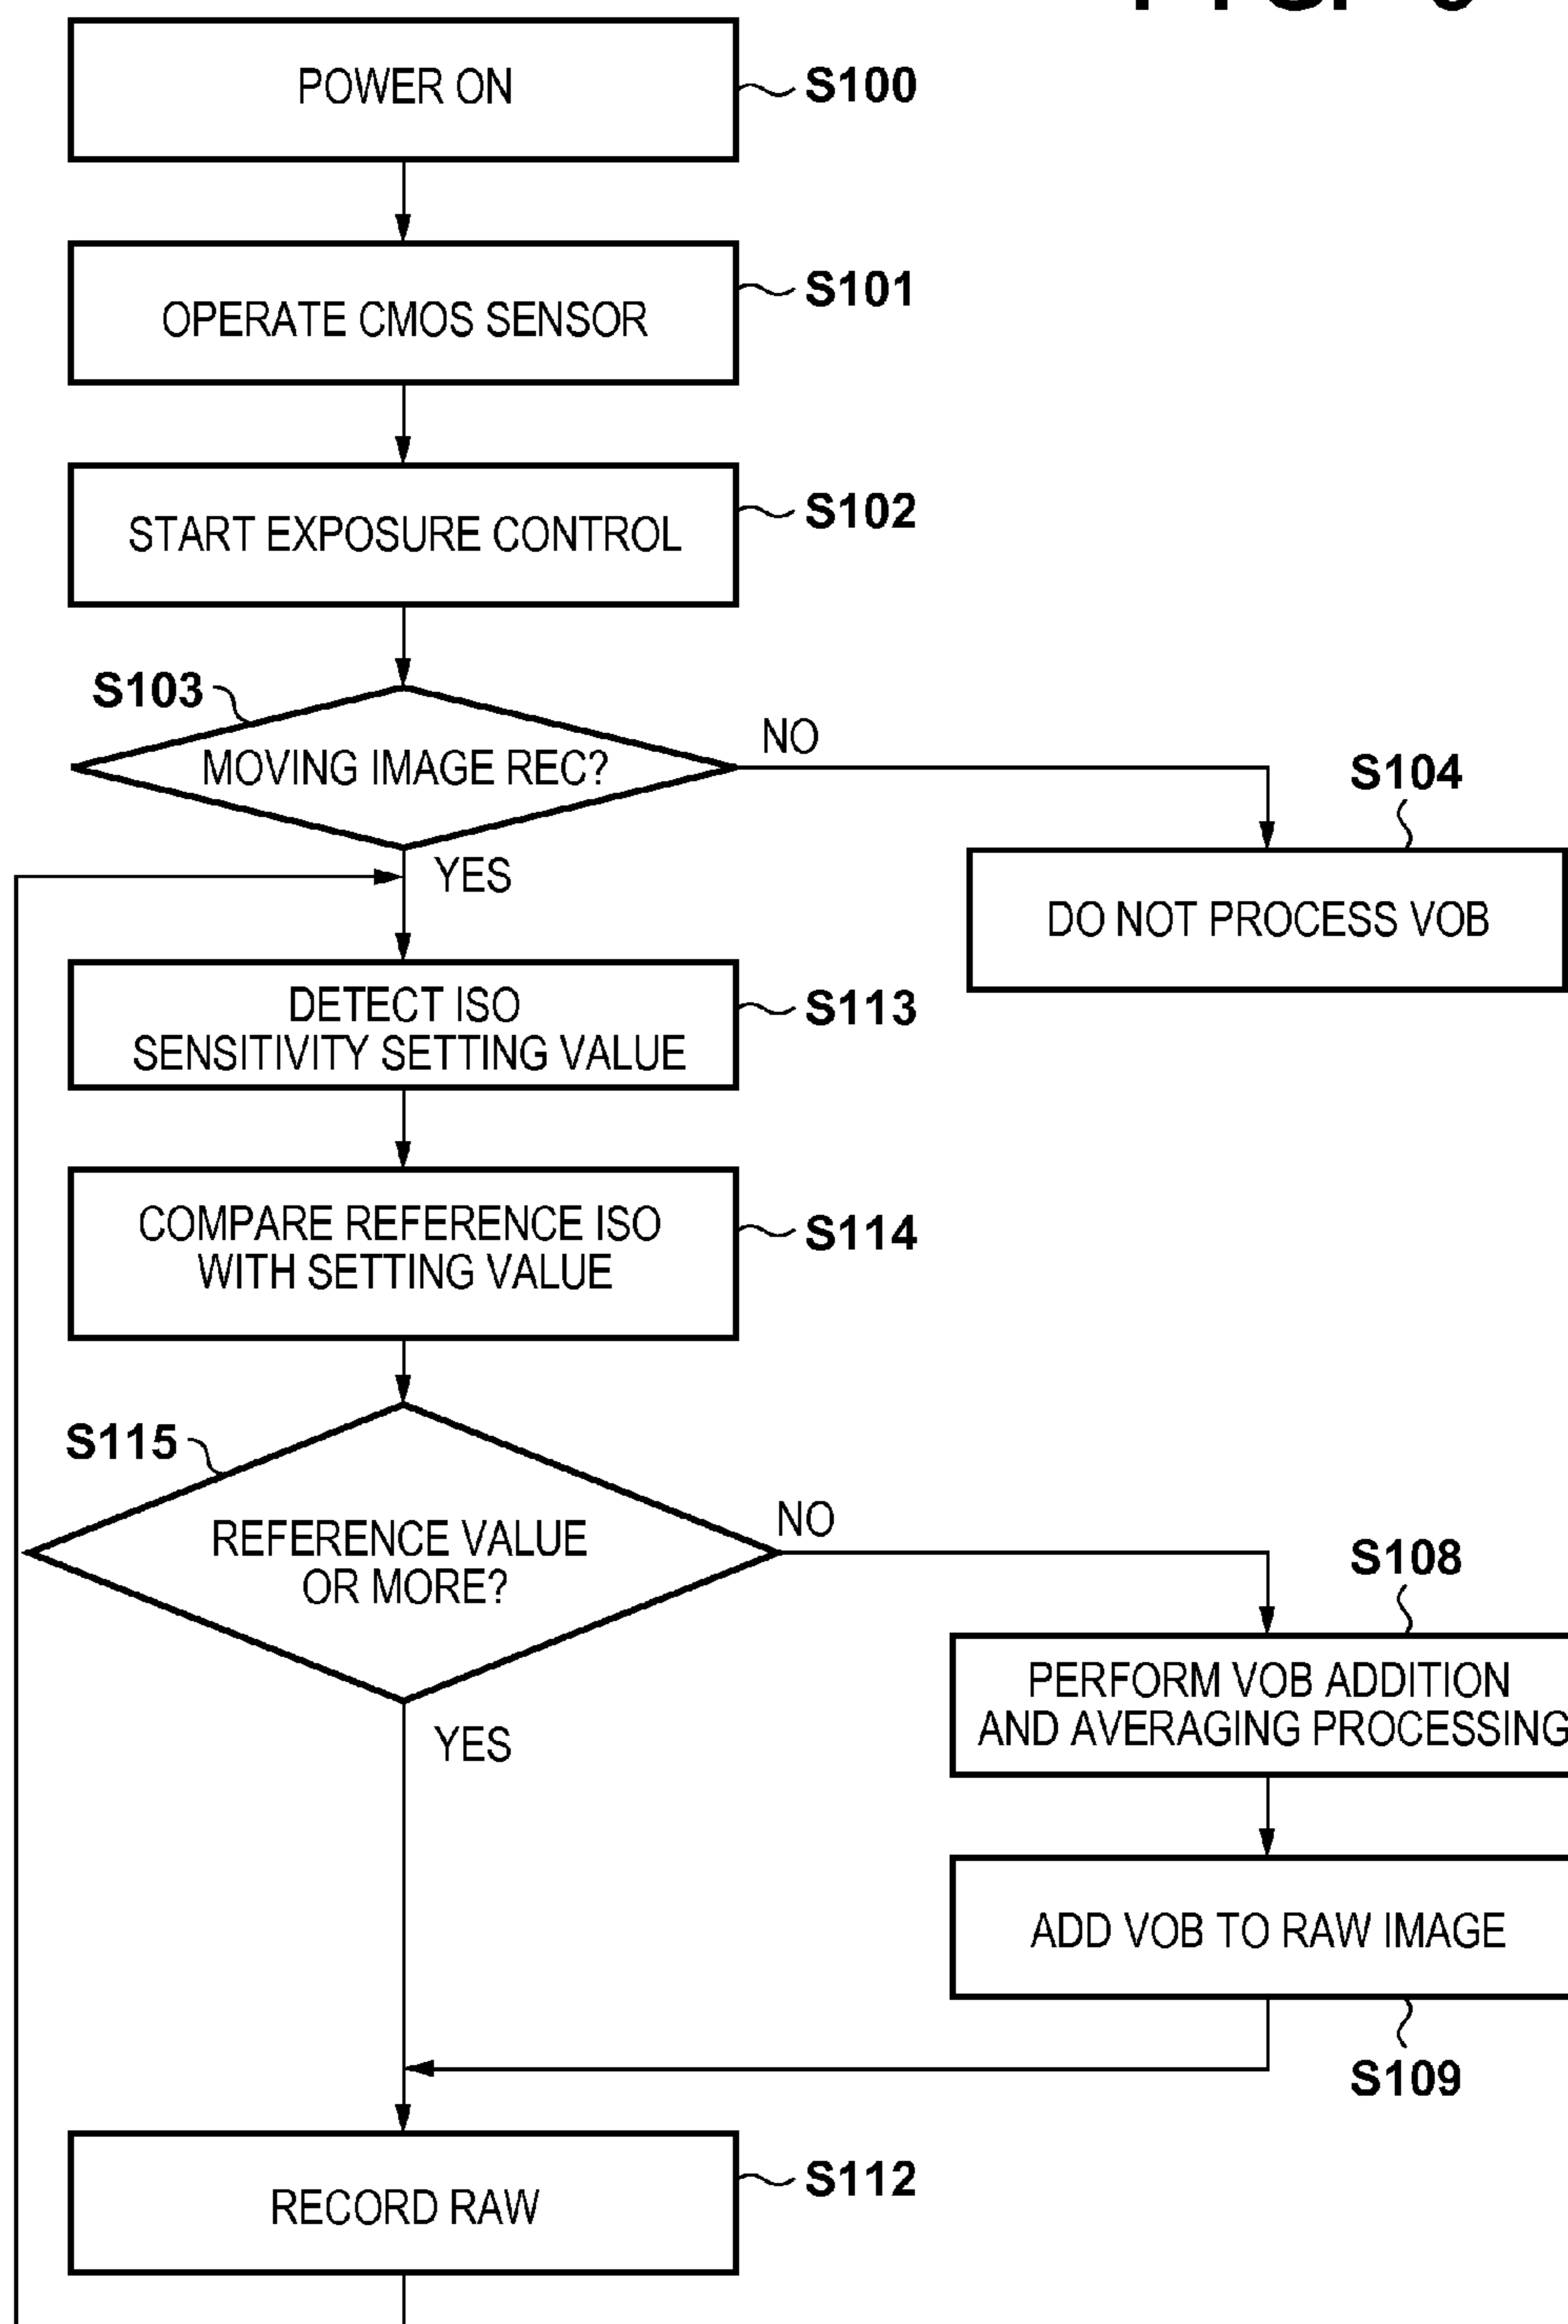 POWER ON
S100
OPERATE CMOS SENSOR
S101
START EXPOSURE CONTROL
S102
S103
MOVING IMAGE REC?
NO
YES
S104
DO NOT PROCESS VOB
DETECT ISO
SENSITIVITY SETTING VALUE
S113
COMPARE REFERENCE ISO
WITH SETTING VALUE
S114
S115
REFERENCE VALUE
OR MORE?
NO
YES
S108
PERFORM VOB ADDITION
AND AVERAGING PROCESSING
ADD VOB TO RAW IMAGE
S109
RECORD RAW
S112